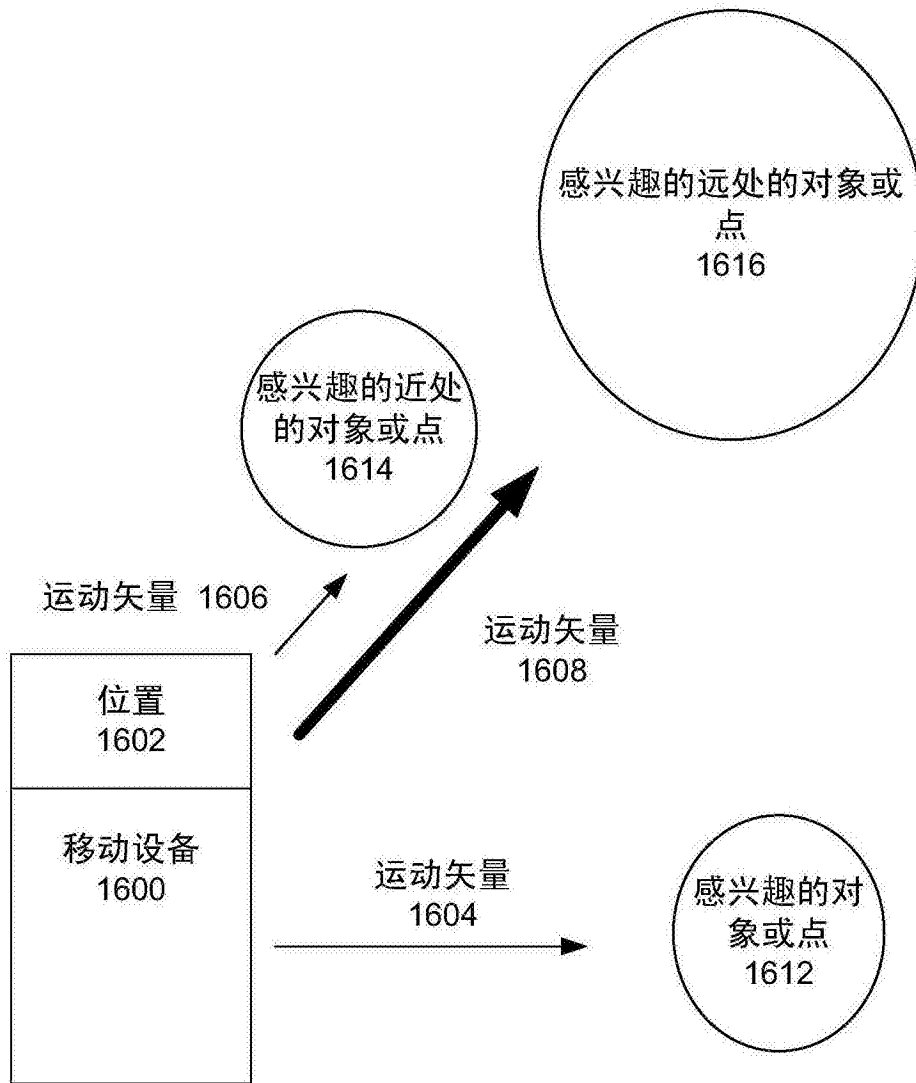 感兴趣的远处的对象或
点
1616
感兴趣的近处
的对象或点
1614
运动矢量 1606
运动矢量
1608
位置
1602
移动设备
1600
运动矢量
1604
感兴趣的对
象或点
1612